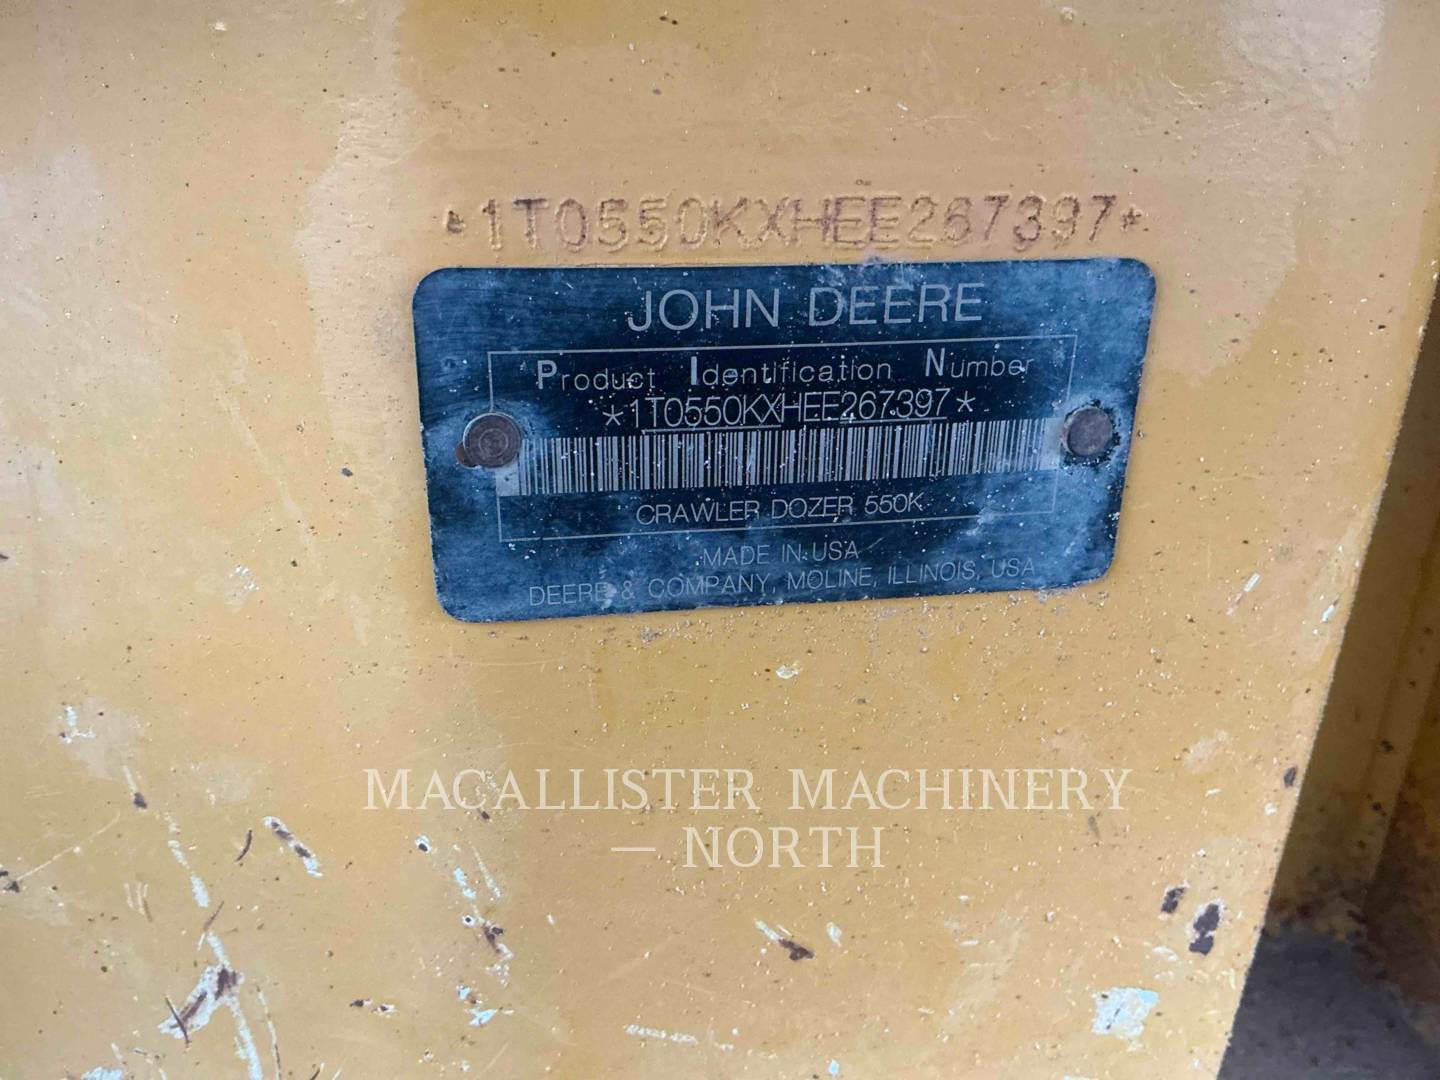 *1T0550KXHEE267397*
JOHN DEERE
Product Identification Number
*1T0550KXHEE267397*
CRAWLER DOZER 550K
MADE IN USA
DEERE & COMPANY, MOLINE, ILLINOIS, USA
MACALLISTER MACHINERY
— NORTH